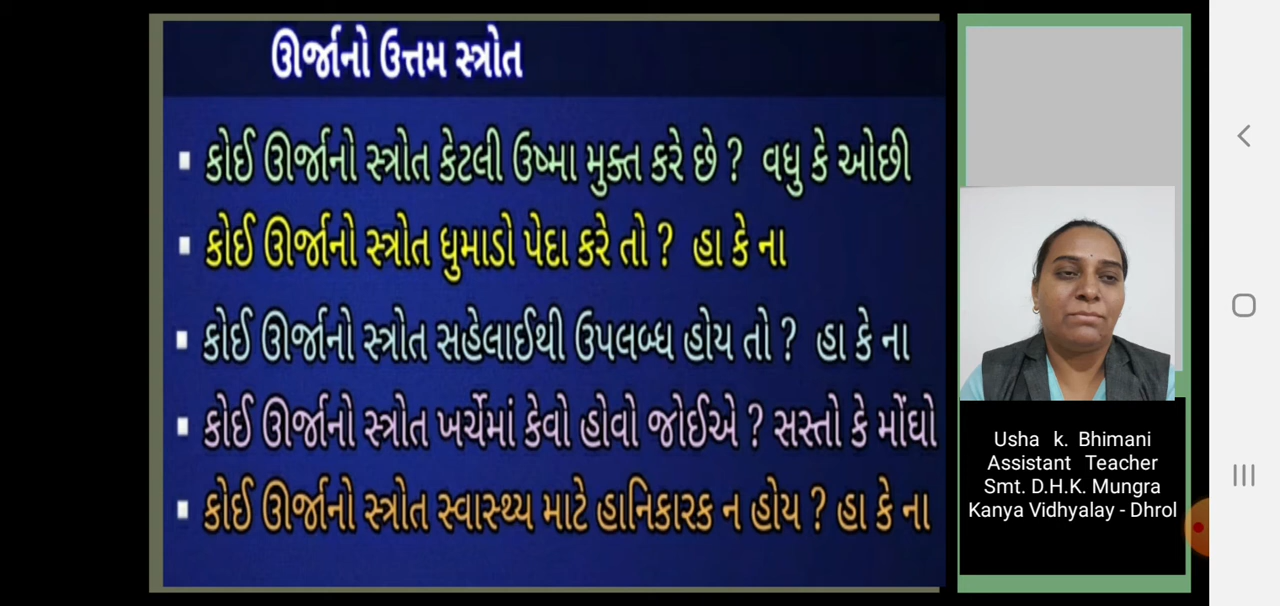 ઊર્જાનો ઉત્તમ સ્ત્રોત
▪ કોઈ ઊર્જાનો સ્ત્રોત કેટલી ઉષ્મા મુક્ત કરે છે ? વધુ કે ઓછી
▪ કોઈ ઊર્જાનો સ્ત્રોત ધુમાડો પેદા કરે તો ? હા કે ના
▪ કોઈ ઊર્જાનો સ્ત્રોત સહેલાઈથી ઉપલબ્ધ હોય તો ? હા કે ના
▪ કોઈ ઊર્જાનો સ્ત્રોત ખર્ચેમાં કેવો હોવો જોઈએ ? સસ્તો કે મોંઘો
▪ કોઈ ઊર્જાનો સ્ત્રોત સ્વાસ્થ્ય માટે હાનિકારક ન હોય ? હા કે ના
Usha k. Bhimani
Assistant Teacher
Smt. D.H.K. Mungra
Kanya Vidhyalay - Dhrol